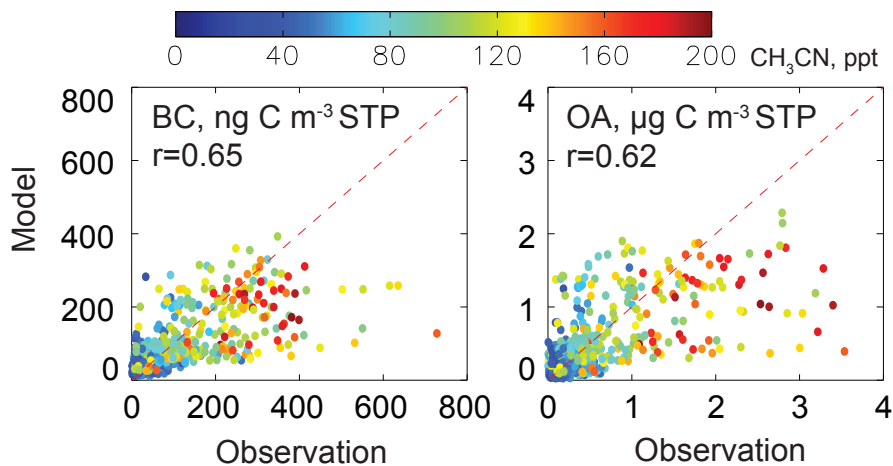 0 40 80 120 160 200 CH₃CN, ppt
800
600
400
200
0
Model
BC, ng C m⁻³ STP
r=0.65
0 200 400 600 800
Observation
4
3
2
1
0
OA, µg C m⁻³ STP
r=0.62
0 1 2 3 4
Observation